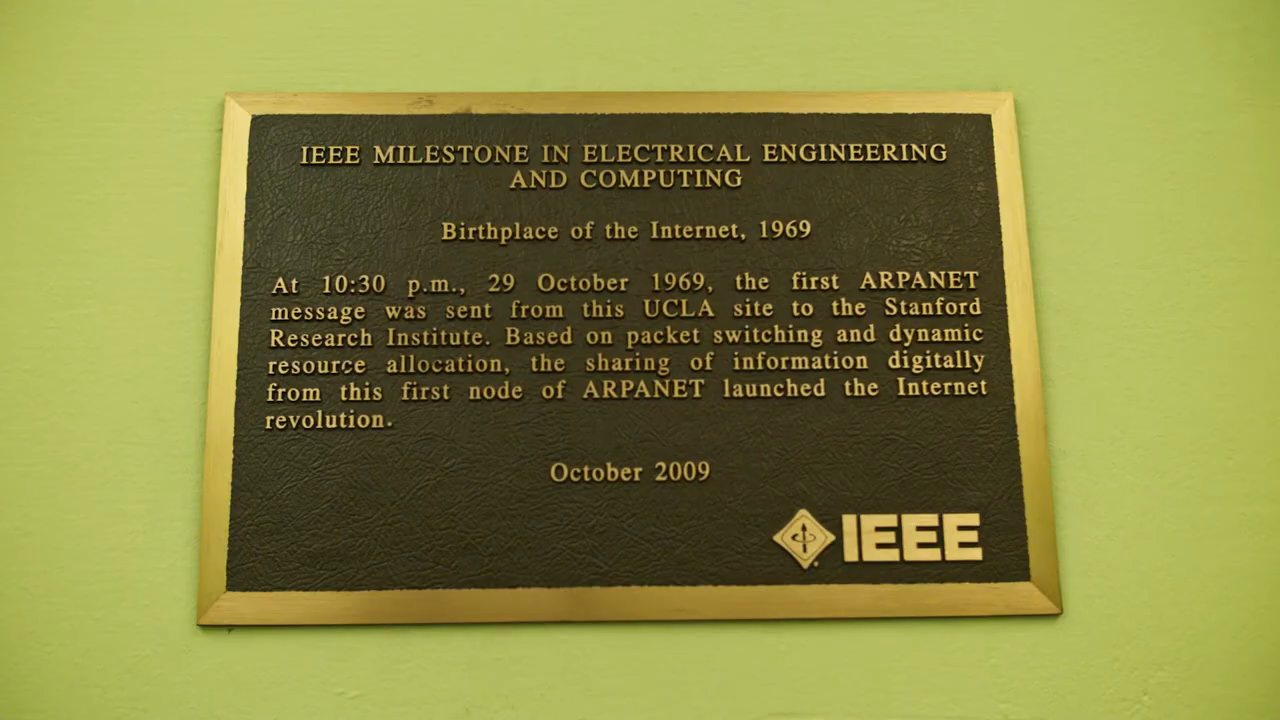 IEEE MILESTONE IN ELECTRICAL ENGINEERING
AND COMPUTING
Birthplace of the Internet, 1969
At 10:30 p.m., 29 October 1969, the first ARPANET
message was sent from this UCLA site to the Stanford
Research Institute. Based on packet switching and dynamic
resource allocation, the sharing of information digitally
from this first node of ARPANET launched the Internet
revolution.
October 2009
IEEE